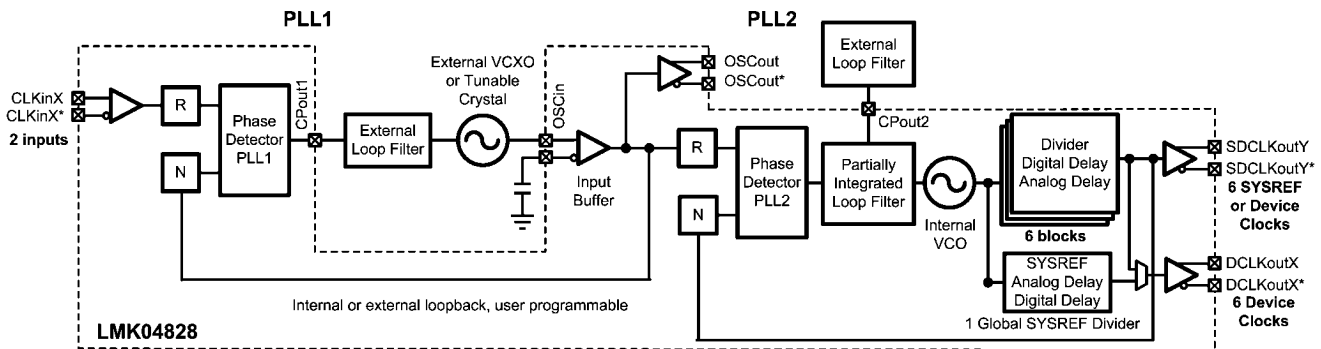 PLL1
PLL2
CLKinX
CLKinX*
2 inputs
R
N
Phase
Detector
PLL1
CPout1
External
Loop Filter
External VCXO
or Tunable
Crystal
OSCin
Input
Buffer
OSCout
OSCout*
R
N
Phase
Detector
PLL2
External
Loop Filter
CPout2
Partially
Integrated
Loop Filter
Internal
VCO
Divider
Digital Delay
Analog Delay
6 blocks
SYSREF
Analog Delay
Digital Delay
1 Global SYSREF Divider
SDCLKoutY
SDCLKoutY*
6 SYSREF
or Device
Clocks
DCLKoutX
DCLKoutX*
6 Device
Clocks
Internal or external loopback, user programmable
LMK04828